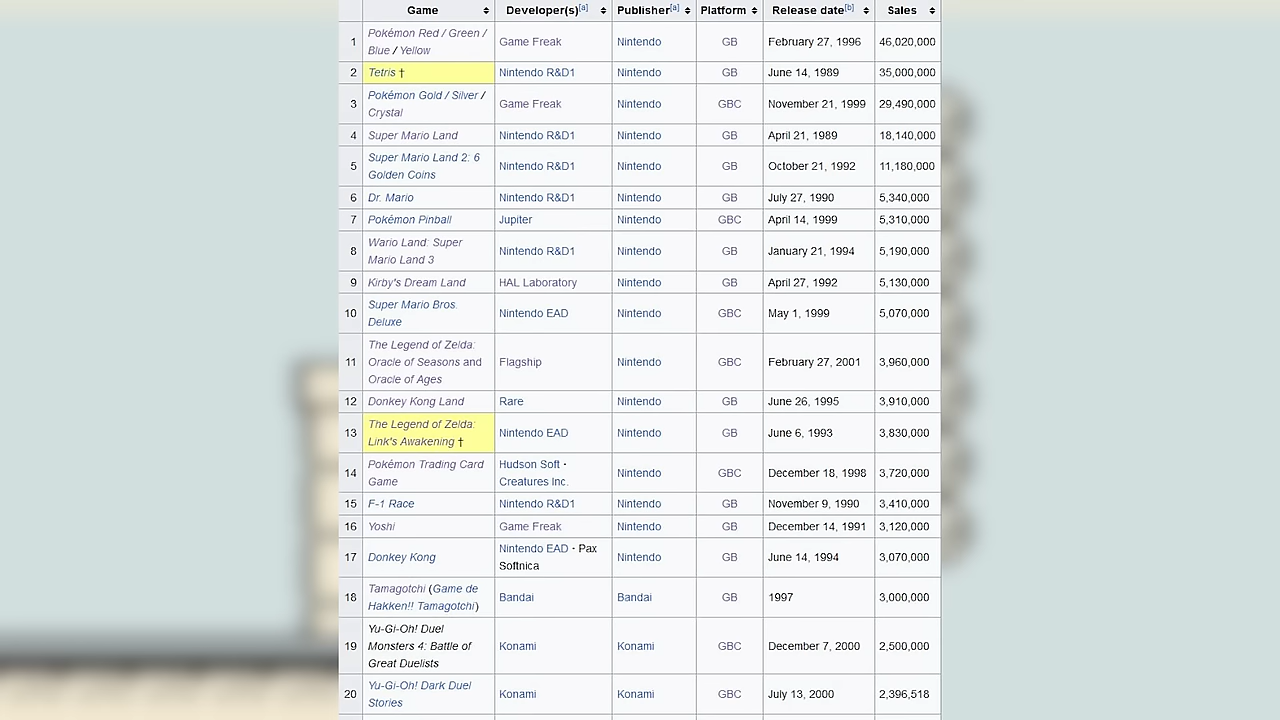 Game Developer(s)[a] Publisher[a] Platform Release date[b] Sales
1 Pokémon Red / Green / Blue / Yellow Game Freak Nintendo GB February 27, 1996 46,020,000
2 Tetris † Nintendo R&D1 Nintendo GB June 14, 1989 35,000,000
3 Pokémon Gold / Silver / Crystal Game Freak Nintendo GBC November 21, 1999 29,490,000
4 Super Mario Land Nintendo R&D1 Nintendo GB April 21, 1989 18,140,000
5 Super Mario Land 2: 6 Golden Coins Nintendo R&D1 Nintendo GB October 21, 1992 11,180,000
6 Dr. Mario Nintendo R&D1 Nintendo GB July 27, 1990 5,340,000
7 Pokémon Pinball Jupiter Nintendo GBC April 14, 1999 5,310,000
8 Wario Land: Super Mario Land 3 Nintendo R&D1 Nintendo GB January 21, 1994 5,190,000
9 Kirby's Dream Land HAL Laboratory Nintendo GB April 27, 1992 5,130,000
10 Super Mario Bros. Deluxe Nintendo EAD Nintendo GBC May 1, 1999 5,070,000
11 The Legend of Zelda: Oracle of Seasons and Oracle of Ages Flagship Nintendo GBC February 27, 2001 3,960,000
12 Donkey Kong Land Rare Nintendo GB June 26, 1995 3,910,000
13 The Legend of Zelda: Link's Awakening † Nintendo EAD Nintendo GB June 6, 1993 3,830,000
14 Pokémon Trading Card Game Hudson Soft · Creatures Inc. Nintendo GBC December 18, 1998 3,720,000
15 F-1 Race Nintendo R&D1 Nintendo GB November 9, 1990 3,410,000
16 Yoshi Game Freak Nintendo GB December 14, 1991 3,120,000
17 Donkey Kong Nintendo EAD · Pax Softnica Nintendo GB June 14, 1994 3,070,000
18 Tamagotchi (Game de Hakken!! Tamagotchi) Bandai Bandai GB 1997 3,000,000
19 Yu-Gi-Oh! Duel Monsters 4: Battle of Great Duelists Konami Konami GBC December 7, 2000 2,500,000
20 Yu-Gi-Oh! Dark Duel Stories Konami Konami GBC July 13, 2000 2,396,518